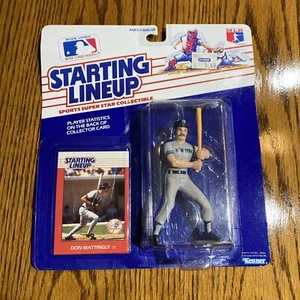 STARTING
LINEUP
SPORTS SUPER STAR COLLECTIBLE
PLAYER STATISTICS
ON THE BACK OF
COLLECTOR CARD
STARTING
LINEUP
DON MATTINGLY
Kenner